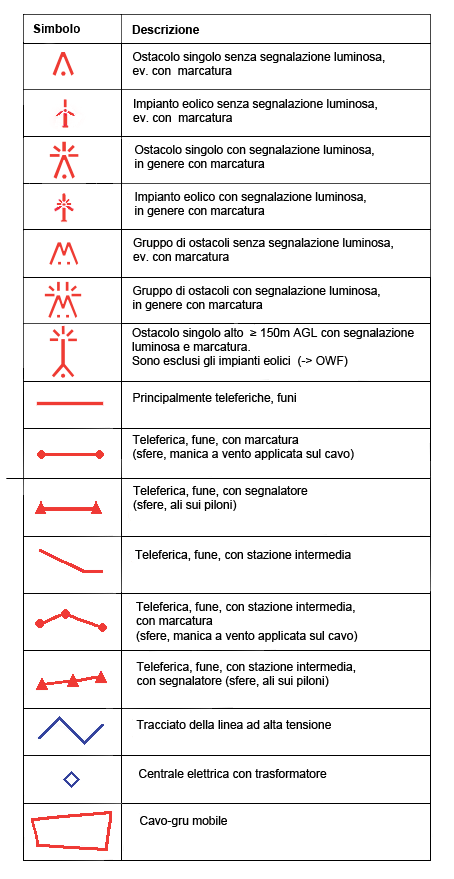 Simbolo Descrizione
Ostacolo singolo senza segnalazione luminosa,
ev. con  marcatura
Impianto eolico senza segnalazione luminosa,
ev. con  marcatura
Ostacolo singolo con segnalazione luminosa,
in genere con marcatura
Impianto eolico con segnalazione luminosa,
in genere con marcatura
Gruppo di ostacoli senza segnalazione luminosa,
ev. con marcatura
Gruppo di ostacoli con segnalazione luminosa,
in genere con marcatura
Ostacolo singolo alto  ≥ 150m AGL con segnalazione
luminosa e marcatura.
Sono esclusi gli impianti eolici  (-> OWF)
Principalmente teleferiche, funi
Teleferica, fune, con marcatura
(sfere, manica a vento applicata sul cavo)
Teleferica, fune, con segnalatore
(sfere, ali sui piloni)
Teleferica, fune, con stazione intermedia
Teleferica, fune, con stazione intermedia,
con marcatura
(sfere, manica a vento applicata sul cavo)
Teleferica, fune, con stazione intermedia,
con segnalatore (sfere, ali sui piloni)
Tracciato della linea ad alta tensione
Centrale elettrica con trasformatore
Cavo-gru mobile